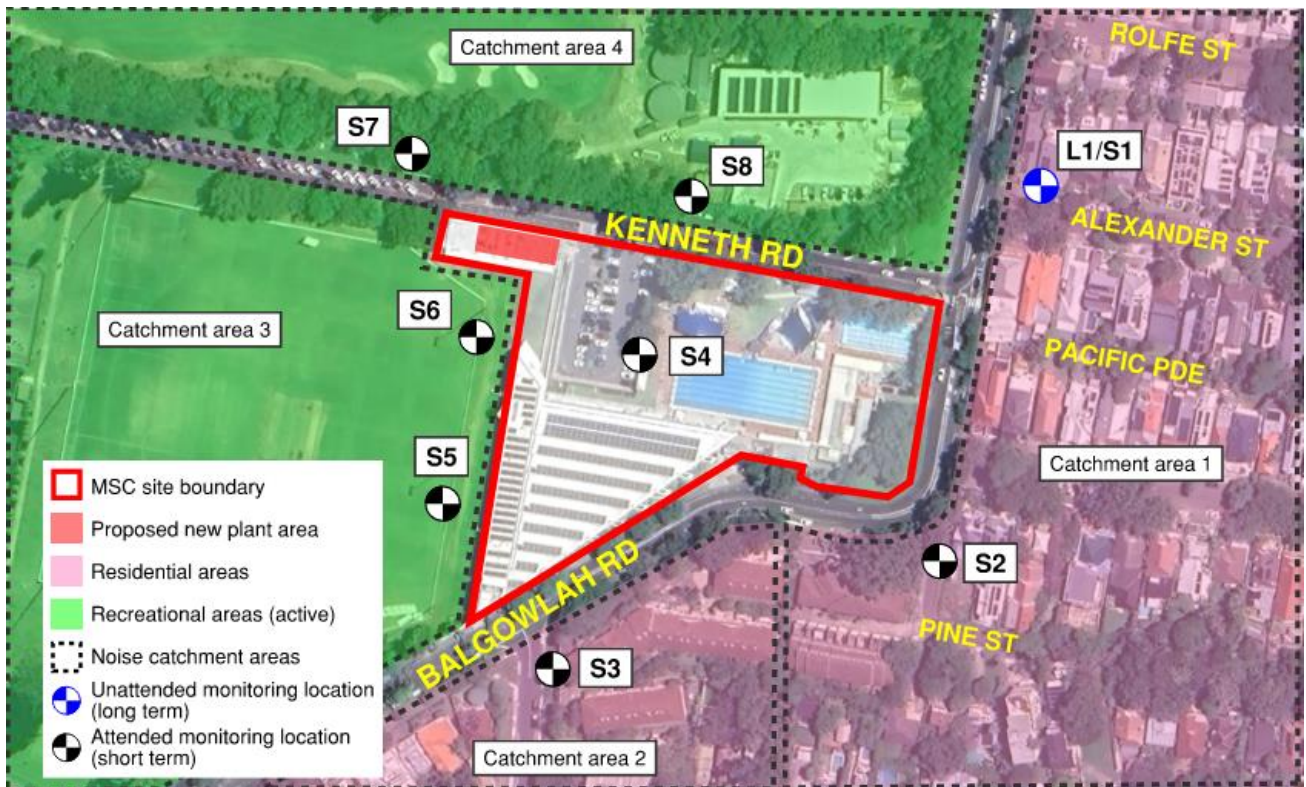 Catchment area 4
ROLFE ST
S7
L1/S1
S8
KENNETH RD
ALEXANDER ST
S6
Catchment area 3
S4
PACIFIC PDE
Catchment area 1
S5
MSC site boundary
Proposed new plant area
Residential areas
Recreational areas (active)
Noise catchment areas
Unattended monitoring location
(long term)
Attended monitoring location
(short term)
BALGOWLAH RD
S2
PINE ST
S3
Catchment area 2